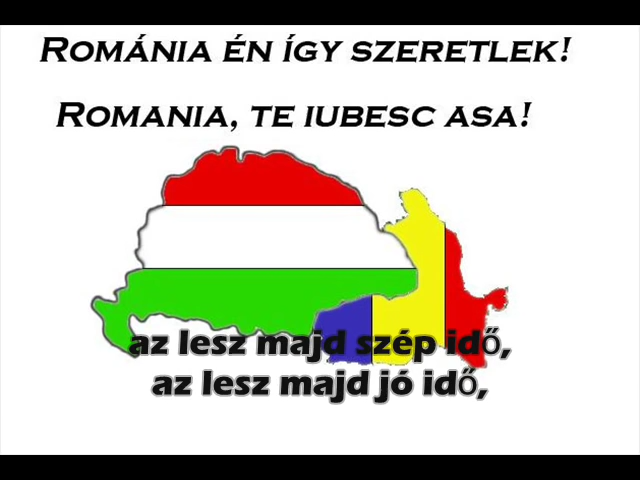 ROMÁNIA ÉN ÍGY SZERETLEK!
ROMANIA, TE IUBESC ASA!
az lesz majd szép idő,
az lesz majd jó idő,